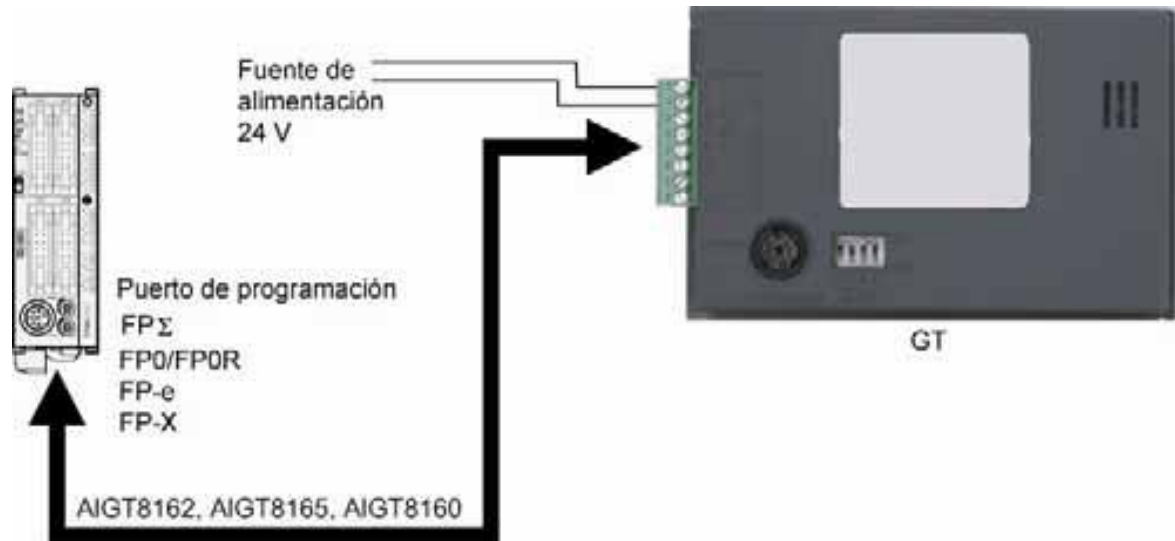 Fuente de
alimentación
24 V
Puerto de programación
FPΣ
FP0/FP0R
FP-e
FP-X
GT
AIGT8162, AIGT8165, AIGT8160